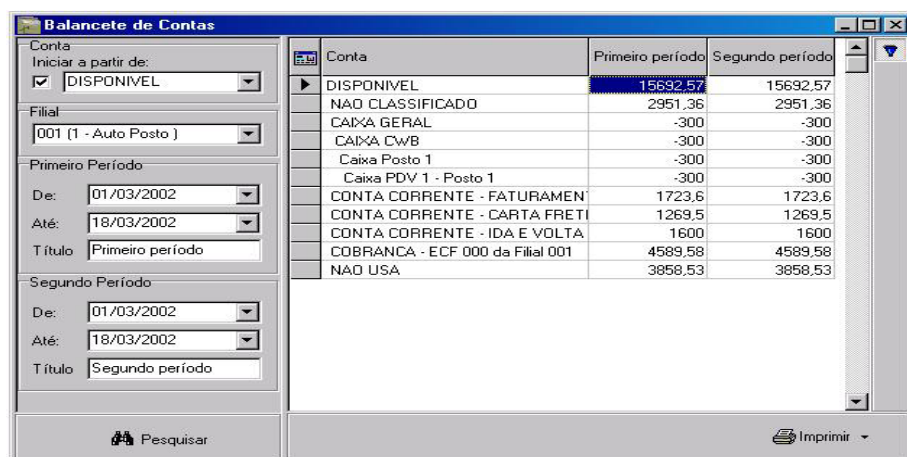 Balancete de Contas
Conta
Iniciar a partir de:
DISPONIVEL
Filial
001 (1 - Auto Posto )
Primeiro Período
De: 01/03/2002
Até: 18/03/2002
Título Primeiro período
Segundo Período
De: 01/03/2002
Até: 18/03/2002
Título Segundo período
Pesquisar
Conta Primeiro período Segundo período
DISPONIVEL 15692,57 15692,57
NAO CLASSIFICADO 2951,36 2951,36
CAIXA GERAL -300 -300
CAIXA CWB -300 -300
Caixa Posto 1 -300 -300
Caixa PDV 1 - Posto 1 -300 -300
CONTA CORRENTE - FATURAMEN 1723,6 1723,6
CONTA CORRENTE - CARTA FRETI 1269,5 1269,5
CONTA CORRENTE - IDA E VOLTA 1600 1600
COBRANCA - ECF 000 da Filial 001 4589,58 4589,58
NAO USA 3858,53 3858,53
Imprimir